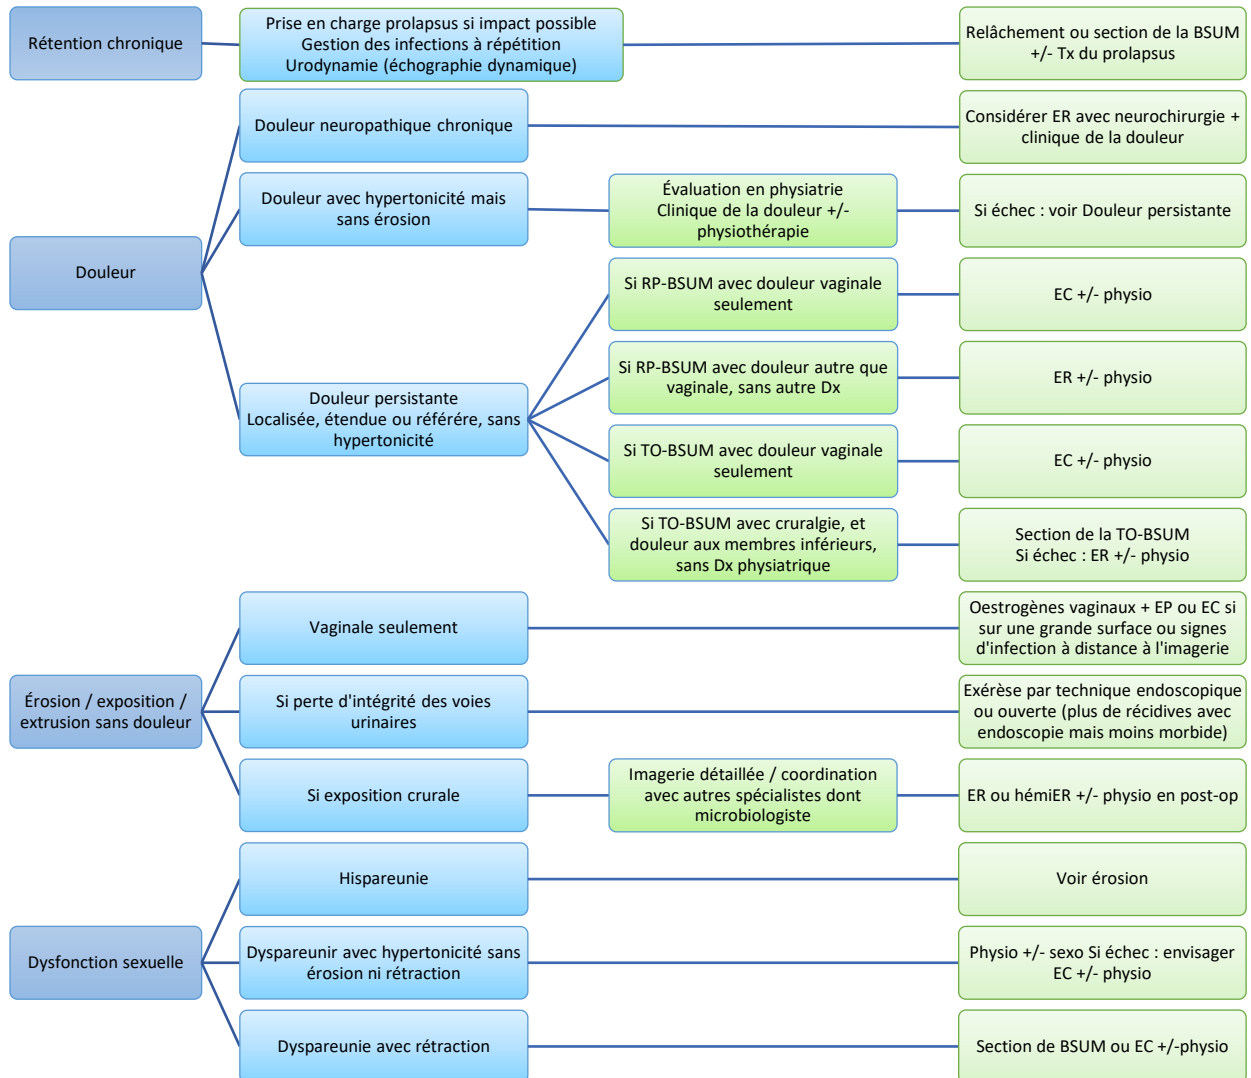 Rétention chronique
Prise en charge prolapsus si impact possible
Gestion des infections à répétition
Urodynamie (échographie dynamique)
Relâchement ou section de la BSUM
+/- Tx du prolapsus
Douleur
Douleur neuropathique chronique
Considérer ER avec neurochirurgie +
clinique de la douleur
Douleur avec hypertonicité mais
sans érosion
Évaluation en physiatrie
Clinique de la douleur +/-
physiothérapie
Si échec : voir Douleur persistante
Douleur persistante
Localisée, étendue ou référére, sans
hypertonicité
Si RP-BSUM avec douleur vaginale
seulement
EC +/- physio
Si RP-BSUM avec douleur autre que
vaginale, sans autre Dx
ER +/- physio
Si TO-BSUM avec douleur vaginale
seulement
EC +/- physio
Si TO-BSUM avec cruralgie, et
douleur aux membres inférieurs,
sans Dx physiatrique
Section de la TO-BSUM
Si échec : ER +/- physio
Érosion / exposition /
extrusion sans douleur
Vaginale seulement
Oestrogènes vaginaux + EP ou EC si
sur une grande surface ou signes
d'infection à distance à l'imagerie
Si perte d'intégrité des voies
urinaires
Exérèse par technique endoscopique
ou ouverte (plus de récidives avec
endoscopie mais moins morbide)
Si exposition crurale
Imagerie détaillée / coordination
avec autres spécialistes dont
microbiologiste
ER ou hémiER +/- physio en post-op
Dysfonction sexuelle
Hispareunie
Voir érosion
Dyspareunir avec hypertonicité sans
érosion ni rétraction
Physio +/- sexo Si échec : envisager
EC +/- physio
Dyspareunie avec rétraction
Section de BSUM ou EC +/-physio